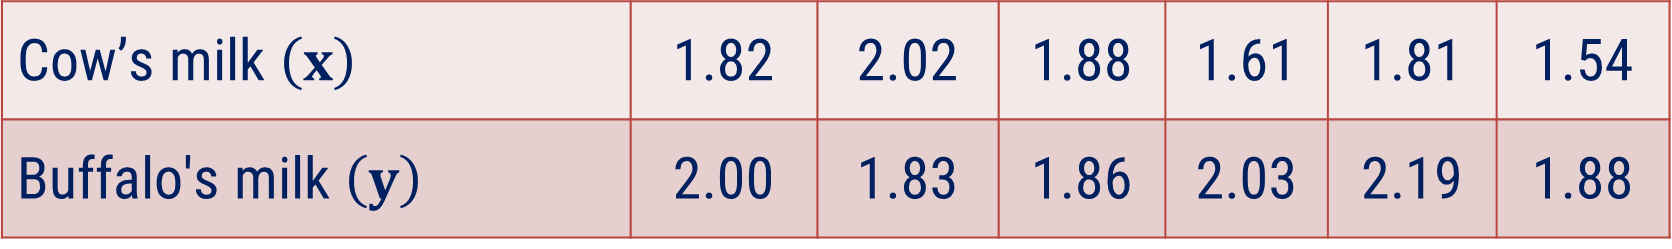 Cow’s milk (x) 1.82 2.02 1.88 1.61 1.81 1.54
Buffalo's milk (y) 2.00 1.83 1.86 2.03 2.19 1.88